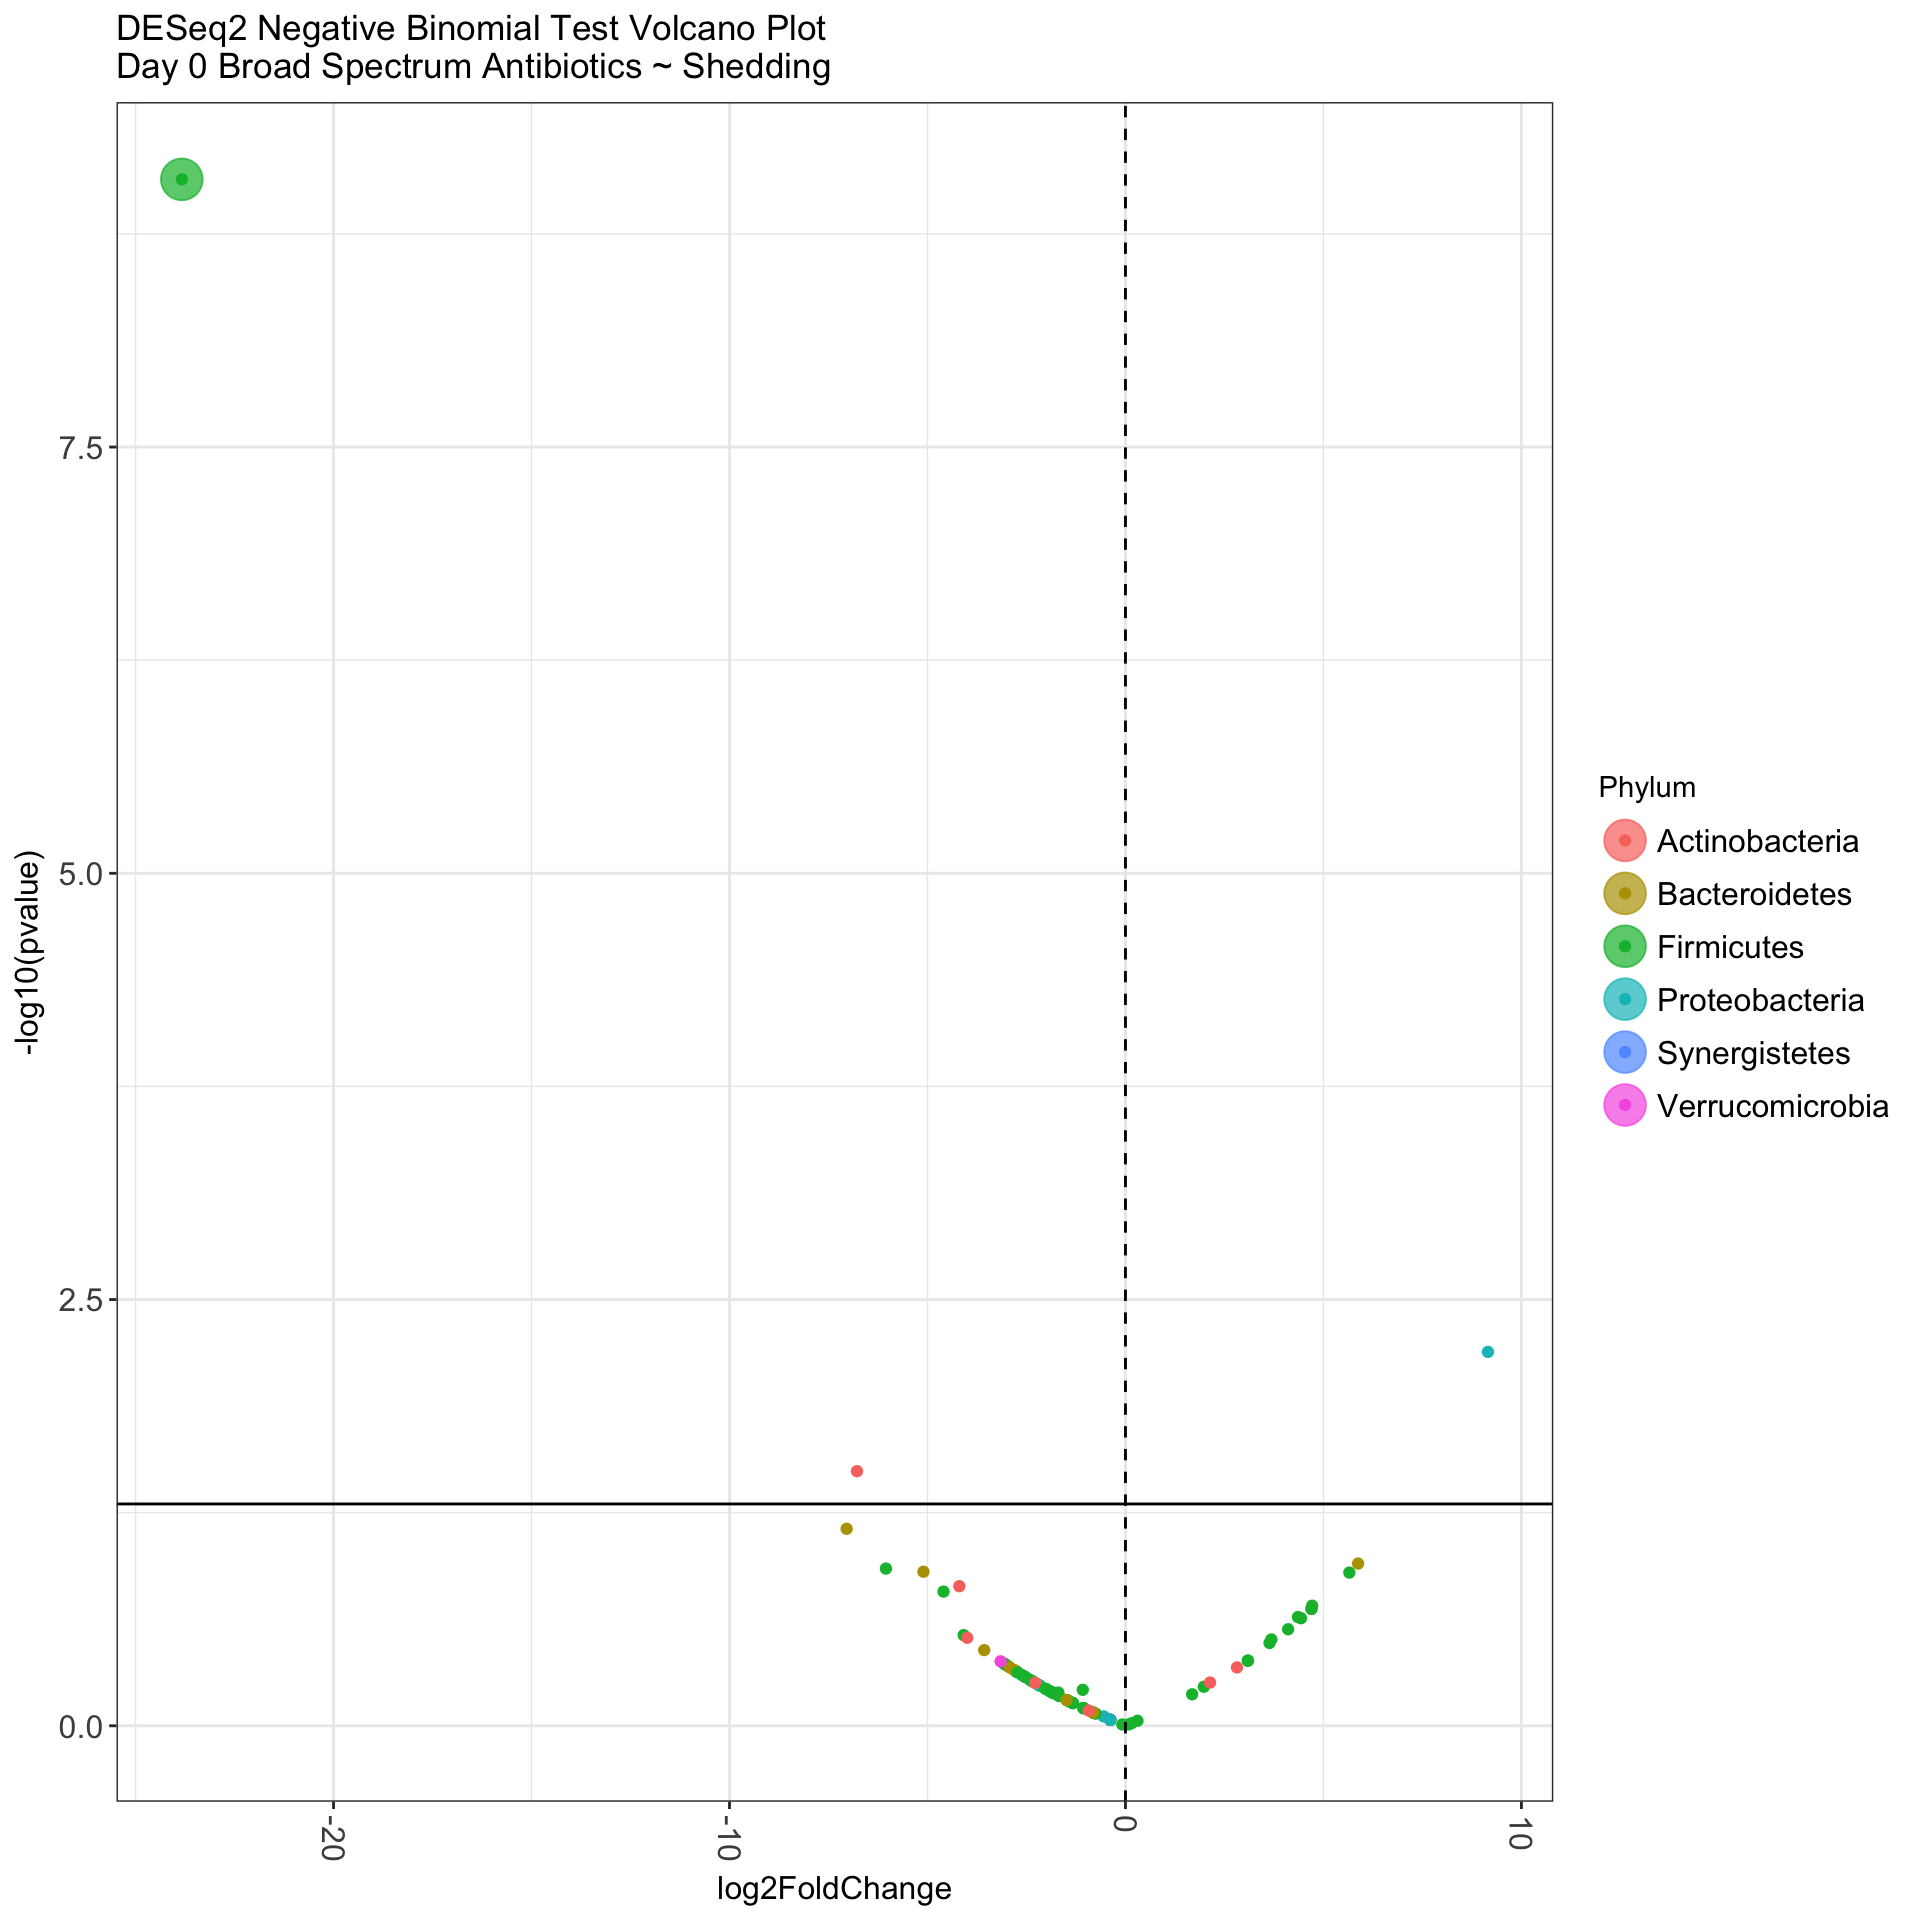 DESeq2 Negative Binomial Test Volcano Plot
Day 0 Broad Spectrum Antibiotics ~ Shedding
-log10(pvalue)
7.5
5.0
2.5
0.0
-20
-10
0
10
log2FoldChange
Phylum
Actinobacteria
Bacteroidetes
Firmicutes
Proteobacteria
Synergistetes
Verrucomicrobia